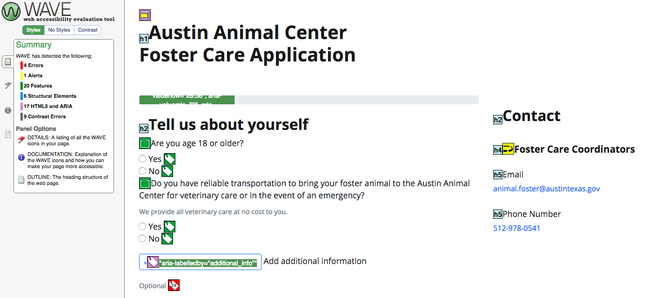 WAVE
web accessibility evaluation tool
Styles No Styles Contrast
Summary
WAVE has detected the following:
4 Errors
1 Alerts
20 Features
6 Structural Elements
17 HTML5 and ARIA
9 Contrast Errors
Panel Options
DETAILS: A listing of all the WAVE
icons in your page.
DOCUMENTATION: Explanation of
the WAVE icons and how you can
make your page more accessible.
OUTLINE: The heading structure of
the web page.
h1 Austin Animal Center
Foster Care Application
h2 Tell us about yourself
Are you age 18 or older?
Yes
No
Do you have reliable transportation to bring your foster animal to the Austin Animal
Center for veterinary care or in the event of an emergency?
We provide all veterinary care at no cost to you.
Yes
No
aria-labelledby="additional_info" Add additional information
Optional
h2 Contact
h4 Foster Care Coordinators
h5 Email
animal.foster@austintexas.gov
h5 Phone Number
512-978-0541